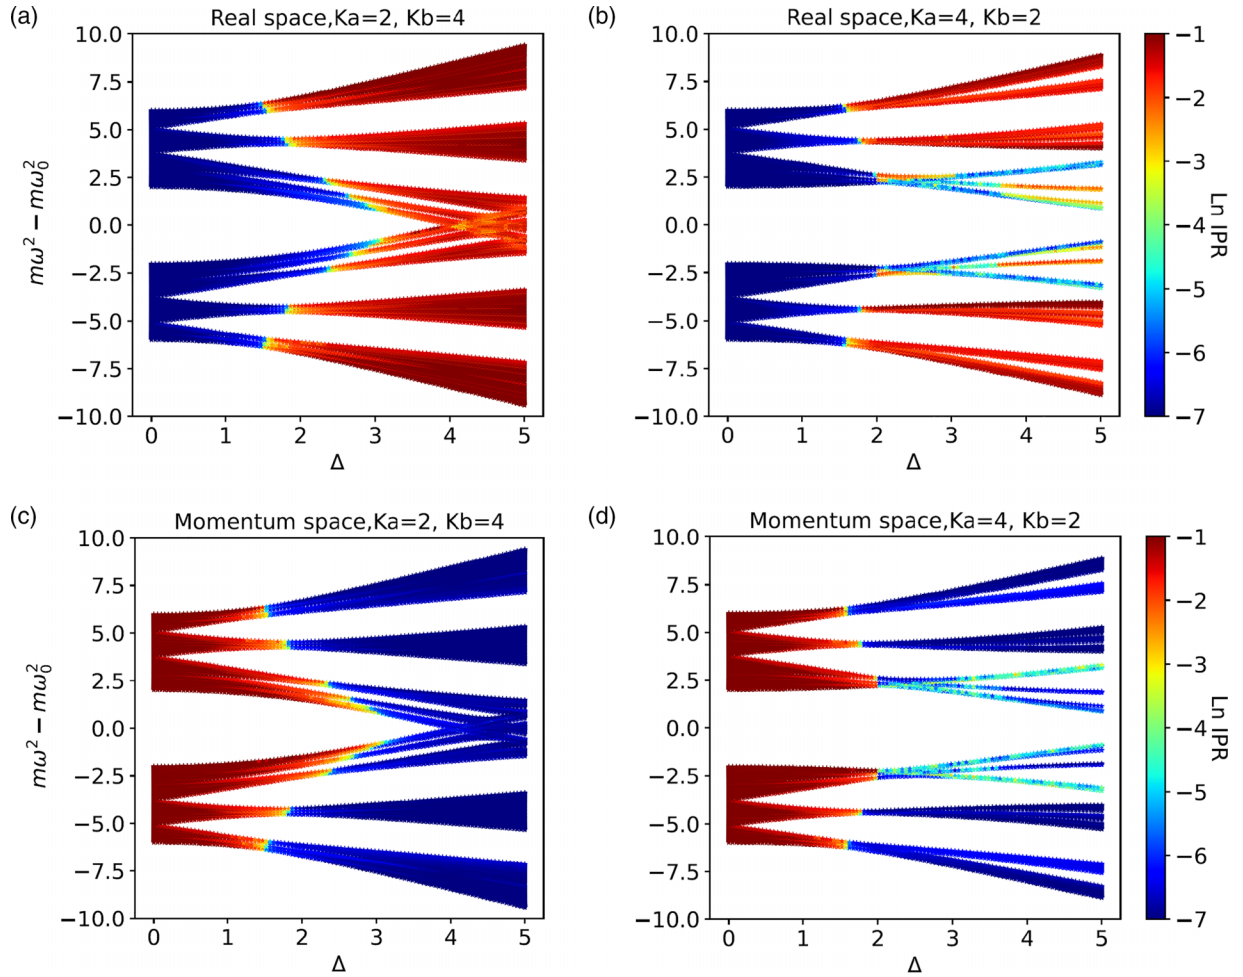 (a)
Real space,Ka=2, Kb=4
10.0
7.5
5.0
2.5
0.0
−2.5
−5.0
−7.5
−10.0
mω² − mω₀²
0 1 2 3 4 5
Δ
(b)
Real space,Ka=4, Kb=2
10.0
7.5
5.0
2.5
0.0
−2.5
−5.0
−7.5
−10.0
0 1 2 3 4 5
Δ
−1
−2
−3
−4
−5
−6
−7
Ln IPR
(c)
Momentum space,Ka=2, Kb=4
10.0
7.5
5.0
2.5
0.0
−2.5
−5.0
−7.5
−10.0
mω² − mω₀²
0 1 2 3 4 5
Δ
(d)
Momentum space,Ka=4, Kb=2
10.0
7.5
5.0
2.5
0.0
−2.5
−5.0
−7.5
−10.0
0 1 2 3 4 5
Δ
−1
−2
−3
−4
−5
−6
−7
Ln IPR